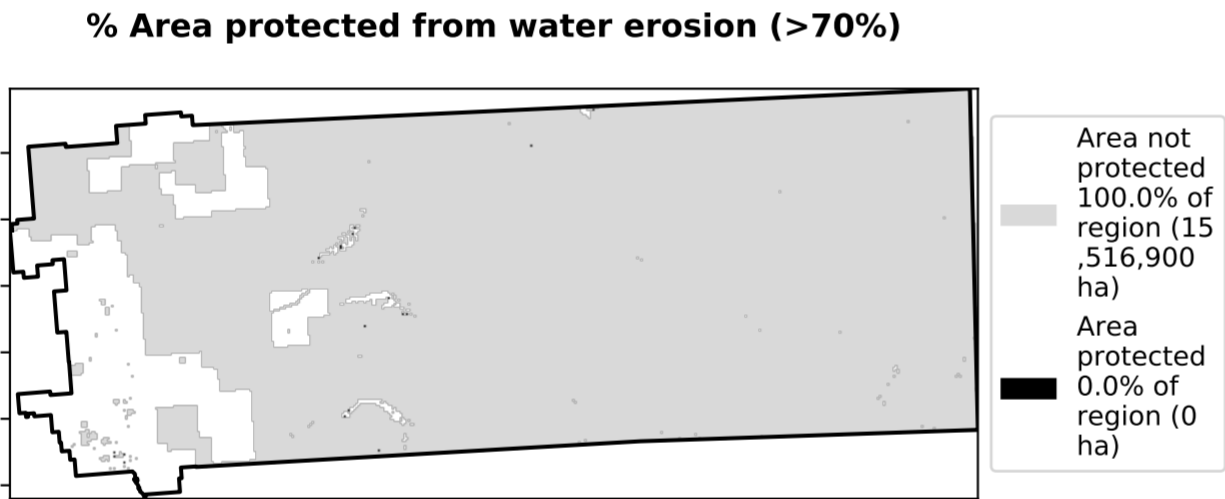 % Area protected from water erosion (>70%)
Area not
protected
100.0% of
region (15
,516,900
ha)
Area
protected
0.0% of
region (0
ha)